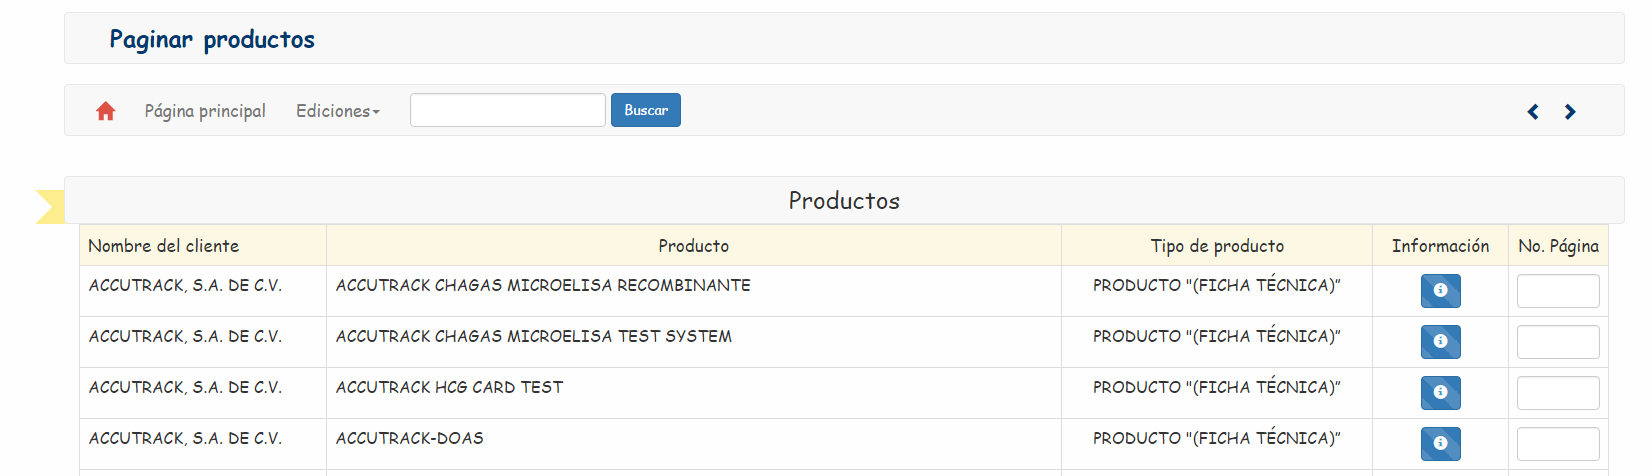 Paginar productos
Página principal Ediciones Buscar
Productos
Nombre del cliente Producto Tipo de producto Información No. Página
ACCUTRACK, S.A. DE C.V. ACCUTRACK CHAGAS MICROELISA RECOMBINANTE PRODUCTO "(FICHA TÉCNICA)"
ACCUTRACK, S.A. DE C.V. ACCUTRACK CHAGAS MICROELISA TEST SYSTEM PRODUCTO "(FICHA TÉCNICA)"
ACCUTRACK, S.A. DE C.V. ACCUTRACK HCG CARD TEST PRODUCTO "(FICHA TÉCNICA)"
ACCUTRACK, S.A. DE C.V. ACCUTRACK-DOAS PRODUCTO "(FICHA TÉCNICA)"